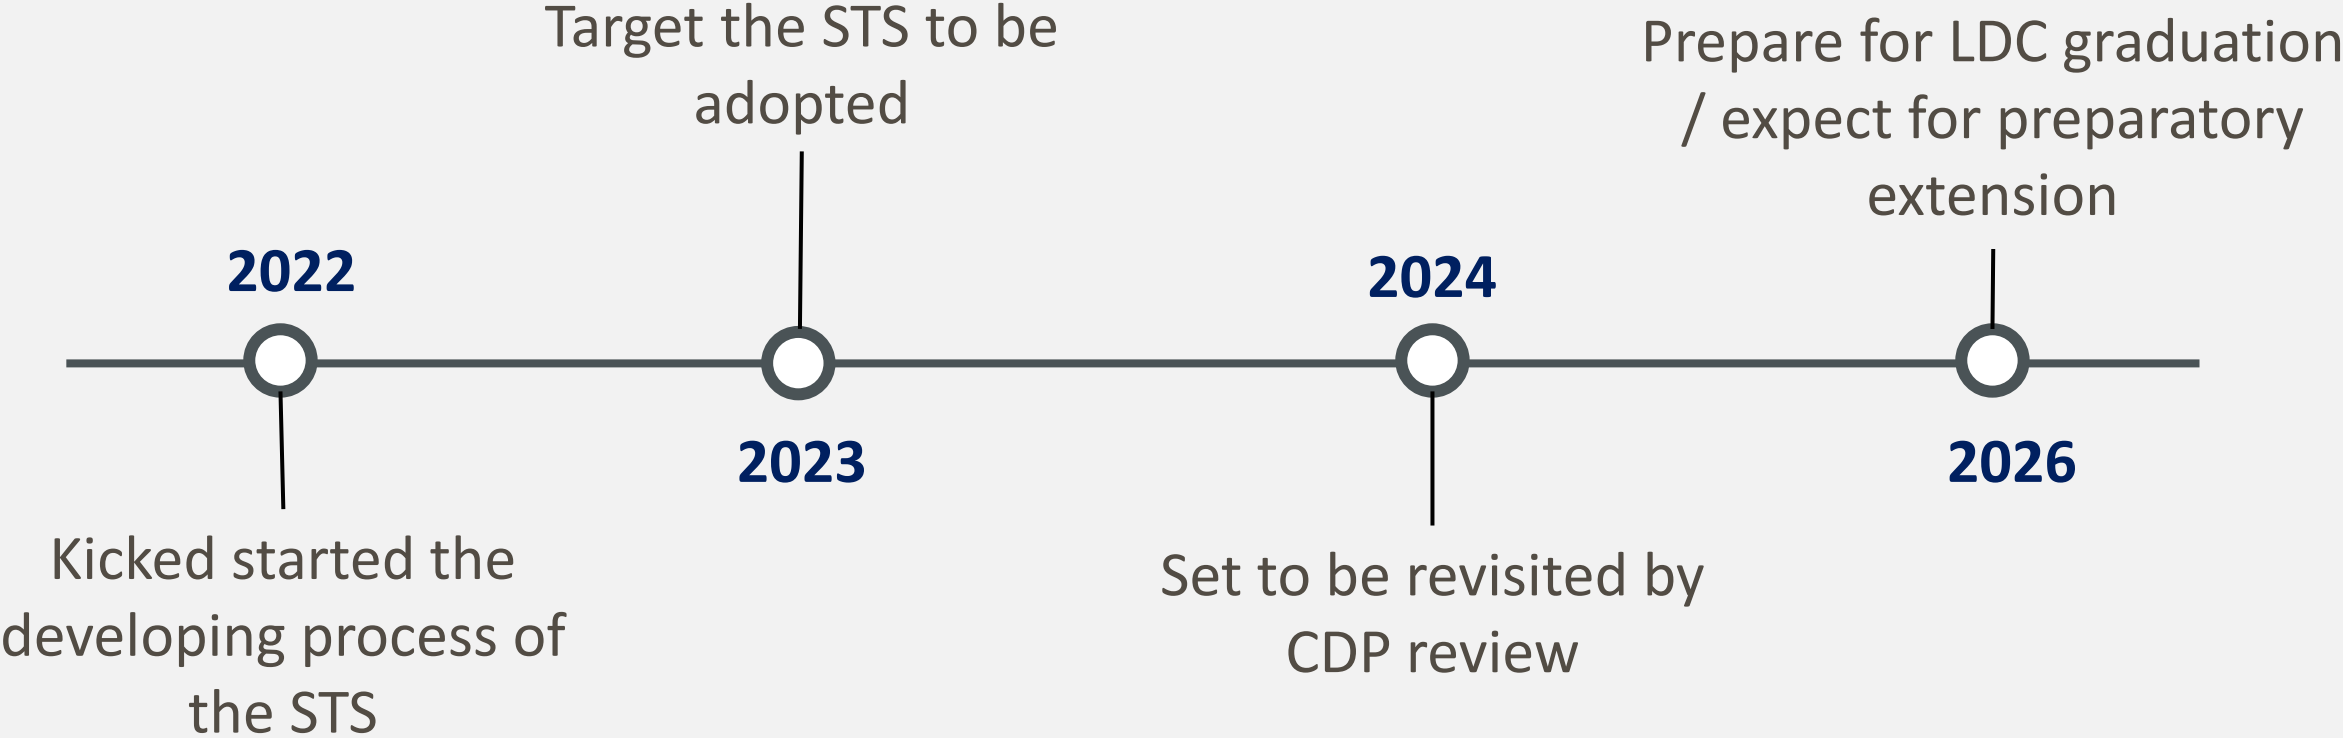 Target the STS to be
adopted
Prepare for LDC graduation
/ expect for preparatory
extension
2022
2024
2023
2026
Kicked started the
developing process of
the STS
Set to be revisited by
CDP review